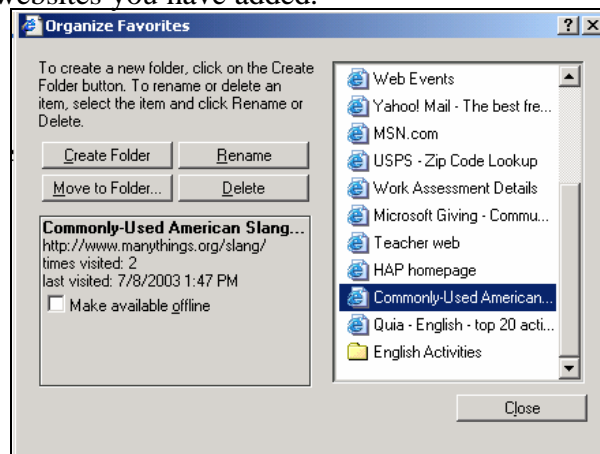 websites you have added.
Organize Favorites
To create a new folder, click on the Create
Folder button. To rename or delete an
item, select the item and click Rename or
Delete.
Create Folder
Rename
Move to Folder...
Delete
Commonly-Used American Slang...
http://www.manythings.org/slang/
times visited: 2
last visited: 7/8/2003 1:47 PM
Make available offline
Web Events
Yahoo! Mail - The best fre...
MSN.com
USPS - Zip Code Lookup
Work Assessment Details
Microsoft Giving - Commu...
Teacher web
HAP homepage
Commonly-Used American...
Quia - English - top 20 acti...
English Activities
Close